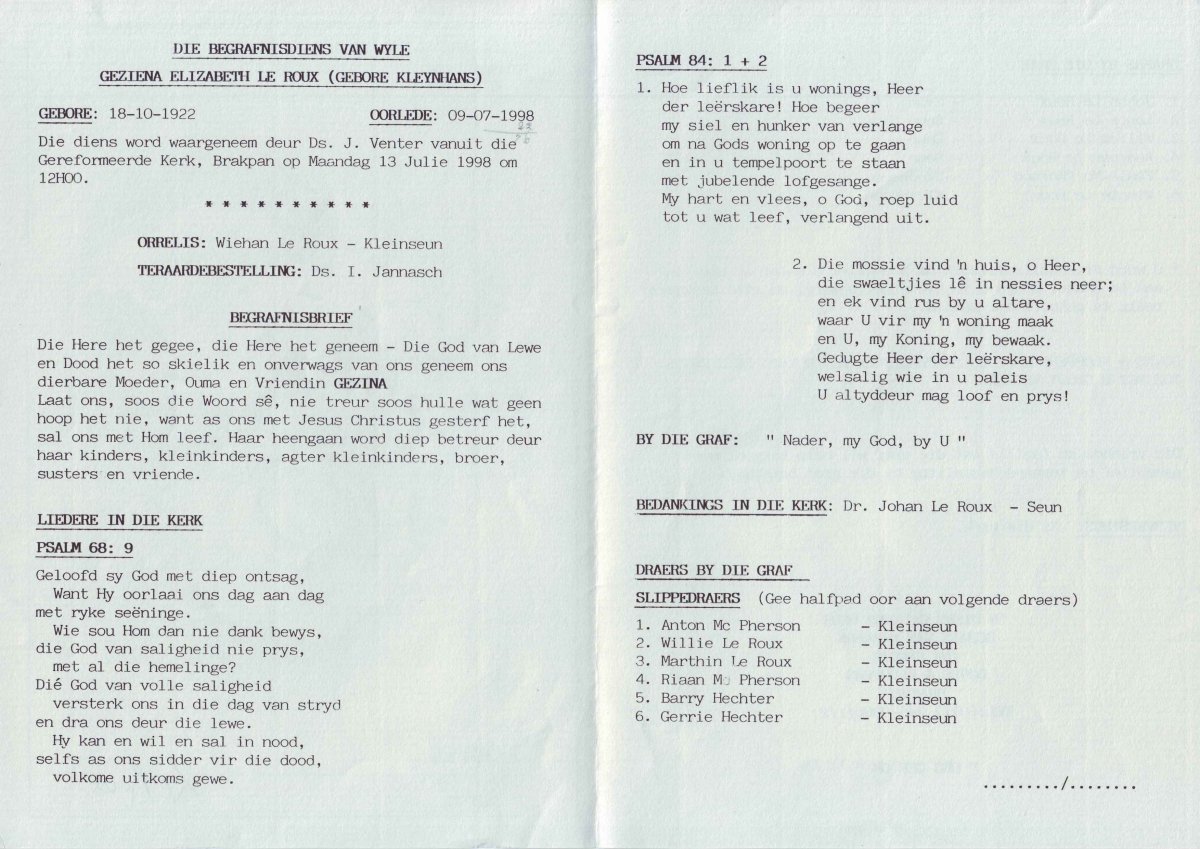 DIE BEGRAFNISDIENS VAN WYLE
GEZIENA ELIZABETH LE ROUX (GEBORE KLEYNHANS)
GEBORE: 18-10-1922 OORLEDE: 09-07-1998
Die diens word waargeneem deur Ds. J. Venter vanuit die
Gereformeerde Kerk, Brakpan op Maandag 13 Julie 1998 om
12H00.
* * * * * * * * * *
ORRELIS: Wiehan Le Roux - Kleinseun
TERAARDEBESTELLING: Ds. I. Jannasch
BEGRAFNISBRIEF
Die Here het gegee, die Here het geneem - Die God van Lewe
en Dood het so skielik en onverwags van ons geneem ons
dierbare Moeder, Ouma en Vriendin GEZINA
Laat ons, soos die Woord sê, nie treur soos hulle wat geen
hoop het nie, want as ons met Jesus Christus gesterf het,
sal ons met Hom leef. Haar heengaan word diep betreur deur
haar kinders, kleinkinders, agter kleinkinders, broer,
susters en vriende.
LIEDERE IN DIE KERK
PSALM 68: 9
Geloofd sy God met diep ontsag,
Want Hy oorlaai ons dag aan dag
met ryke seëninge.
Wie sou Hom dan nie dank bewys,
die God van saligheid nie prys,
met al die hemelinge?
Dié God van volle saligheid
versterk ons in die dag van stryd
en dra ons deur die lewe.
Hy kan en wil en sal in nood,
selfs as ons sidder vir die dood,
volkome uitkoms gewe.
PSALM 84: 1 + 2
1. Hoe lieflik is u wonings, Heer
der leërskare! Hoe begeer
my siel en hunker van verlange
om na Gods woning op te gaan
en in u tempelpoort te staan
met jubelende lofgesange.
My hart en vlees, o God, roep luid
tot u wat leef, verlangend uit.
2. Die mossie vind 'n huis, o Heer,
die swaeltjies lê in nessies neer;
en ek vind rus by u altare,
waar U vir my 'n woning maak
en U, my Koning, my bewaak.
Gedugte Heer der leërskare,
welsalig wie in u paleis
U altyddeur mag loof en prys!
BY DIE GRAF: " Nader, my God, by U "
BEDANKINGS IN DIE KERK: Dr. Johan Le Roux - Seun
DRAERS BY DIE GRAF
SLIPPEDRAERS (Gee halfpad oor aan volgende draers)
1. Anton Mc Pherson - Kleinseun
2. Willie Le Roux - Kleinseun
3. Marthin Le Roux - Kleinseun
4. Riaan Mc Pherson - Kleinseun
5. Barry Hechter - Kleinseun
6. Gerrie Hechter - Kleinseun
........./........